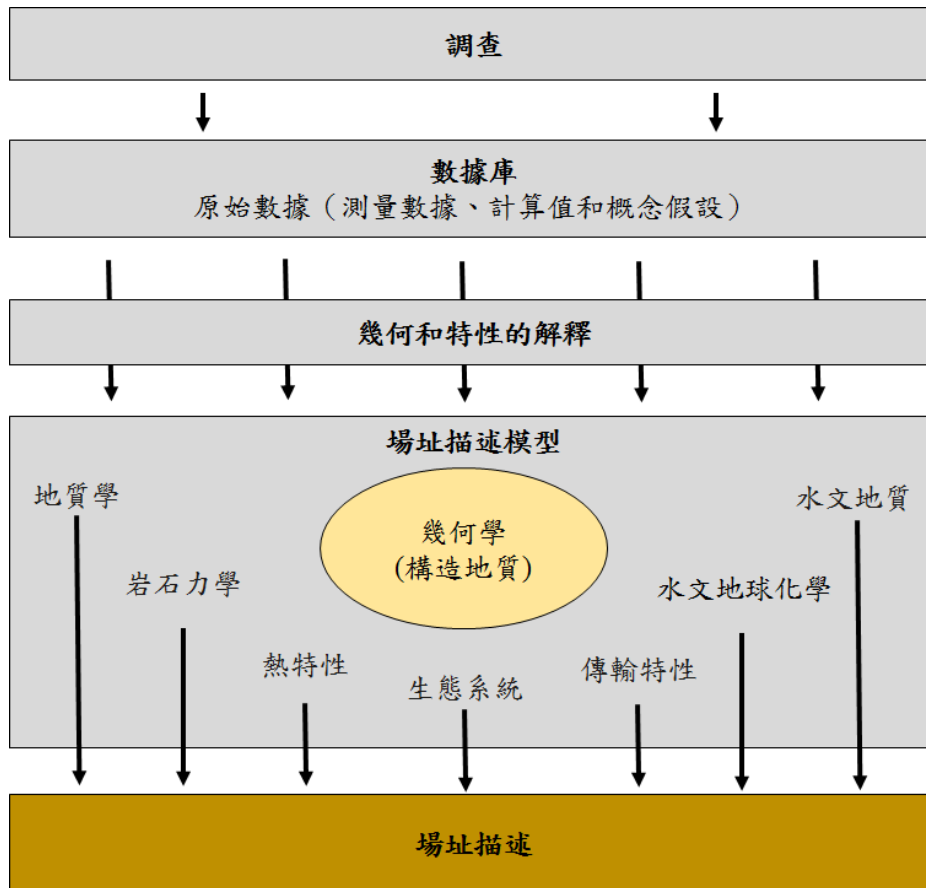 調查
數據庫
原始數據（測量數據、計算值和概念假設）
幾何和特性的解釋
場址描述模型
地質學
水文地質
幾何學
(構造地質)
岩石力學
水文地球化學
熱特性
傳輸特性
生態系統
場址描述